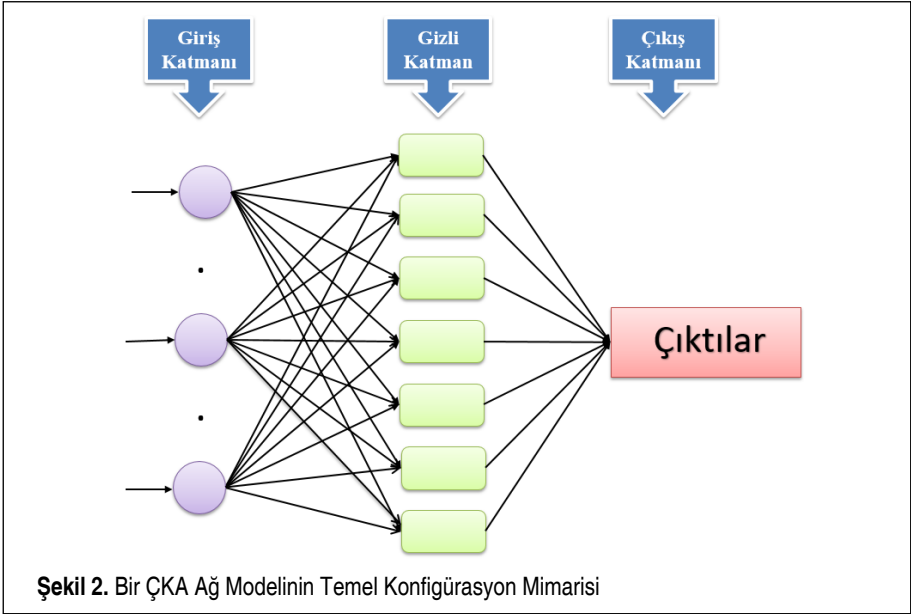 Giriş
Katmanı
Gizli
Katman
Çıkış
Katmanı
Çıktılar
Şekil 2. Bir ÇKA Ağ Modelinin Temel Konfigürasyon Mimarisi